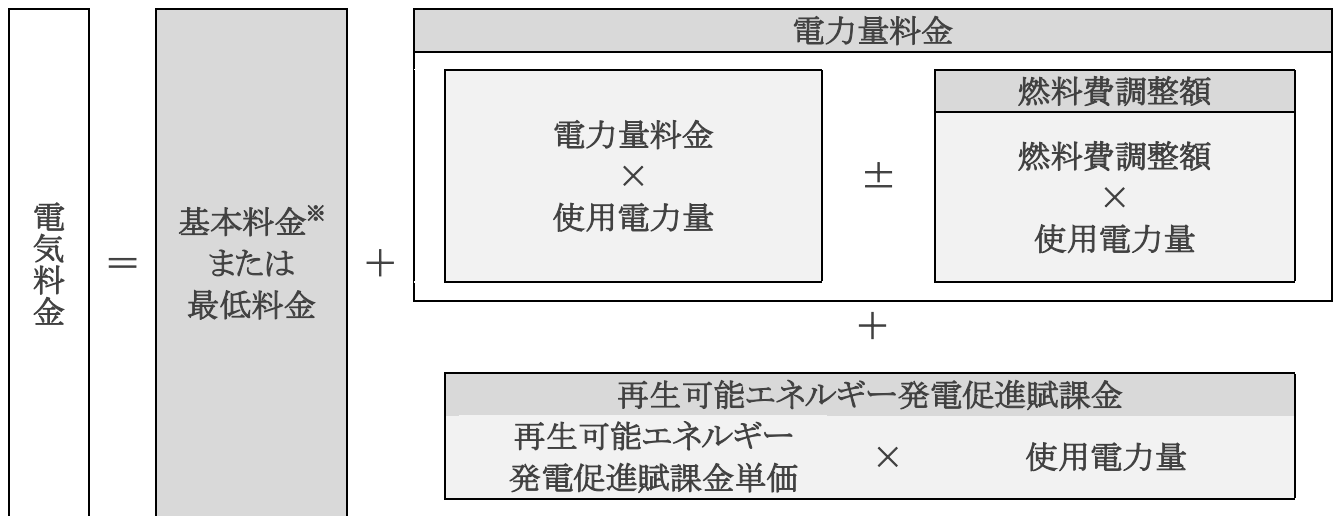 電気料金
＝
基本料金※
または
最低料金
＋
電力量料金
電力量料金
×
使用電力量
±
燃料費調整額
燃料費調整額
×
使用電力量
＋
再生可能エネルギー発電促進賦課金
再生可能エネルギー
発電促進賦課金単価
×
使用電力量